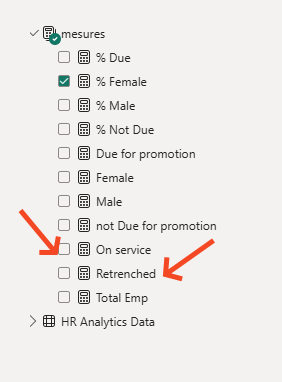 mesures
% Due
% Female
% Male
% Not Due
Due for promotion
Female
Male
not Due for promotion
On service
Retrenched
Total Emp
HR Analytics Data